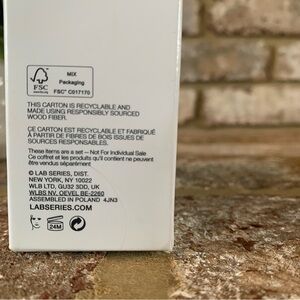 FSC
MIX
Packaging
FSC® C017170
THIS CARTON IS RECYCLABLE AND
MADE USING RESPONSIBLY SOURCED
WOOD FIBER.
CE CARTON EST RECYCLABLE ET FABRIQUÉ
À PARTIR DE FIBRES DE BOIS ISSUES DE
SOURCES RESPONSABLES.
These items are a set – Not For Individual Sale
Ce coffret et les produits qu'il contient ne peuvent
être vendus séparément
© LAB SERIES, DIST.
NEW YORK, NY 10022
WLB LTD, GU32 3DD, UK
WLBS NV, OEVEL BE-2260
ASSEMBLED IN POLAND 4JN3
LABSERIES.COM
24M